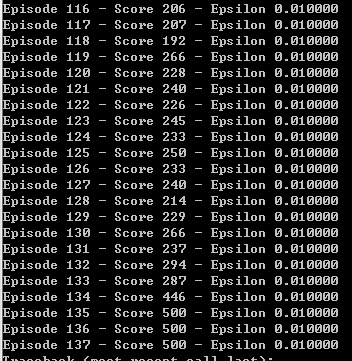 Episode 116 - Score 206 - Epsilon 0.010000
Episode 117 - Score 207 - Epsilon 0.010000
Episode 118 - Score 192 - Epsilon 0.010000
Episode 119 - Score 266 - Epsilon 0.010000
Episode 120 - Score 228 - Epsilon 0.010000
Episode 121 - Score 240 - Epsilon 0.010000
Episode 122 - Score 226 - Epsilon 0.010000
Episode 123 - Score 245 - Epsilon 0.010000
Episode 124 - Score 233 - Epsilon 0.010000
Episode 125 - Score 250 - Epsilon 0.010000
Episode 126 - Score 233 - Epsilon 0.010000
Episode 127 - Score 240 - Epsilon 0.010000
Episode 128 - Score 214 - Epsilon 0.010000
Episode 129 - Score 229 - Epsilon 0.010000
Episode 130 - Score 266 - Epsilon 0.010000
Episode 131 - Score 237 - Epsilon 0.010000
Episode 132 - Score 294 - Epsilon 0.010000
Episode 133 - Score 287 - Epsilon 0.010000
Episode 134 - Score 446 - Epsilon 0.010000
Episode 135 - Score 500 - Epsilon 0.010000
Episode 136 - Score 500 - Epsilon 0.010000
Episode 137 - Score 500 - Epsilon 0.010000
Traceback (most recent call last):